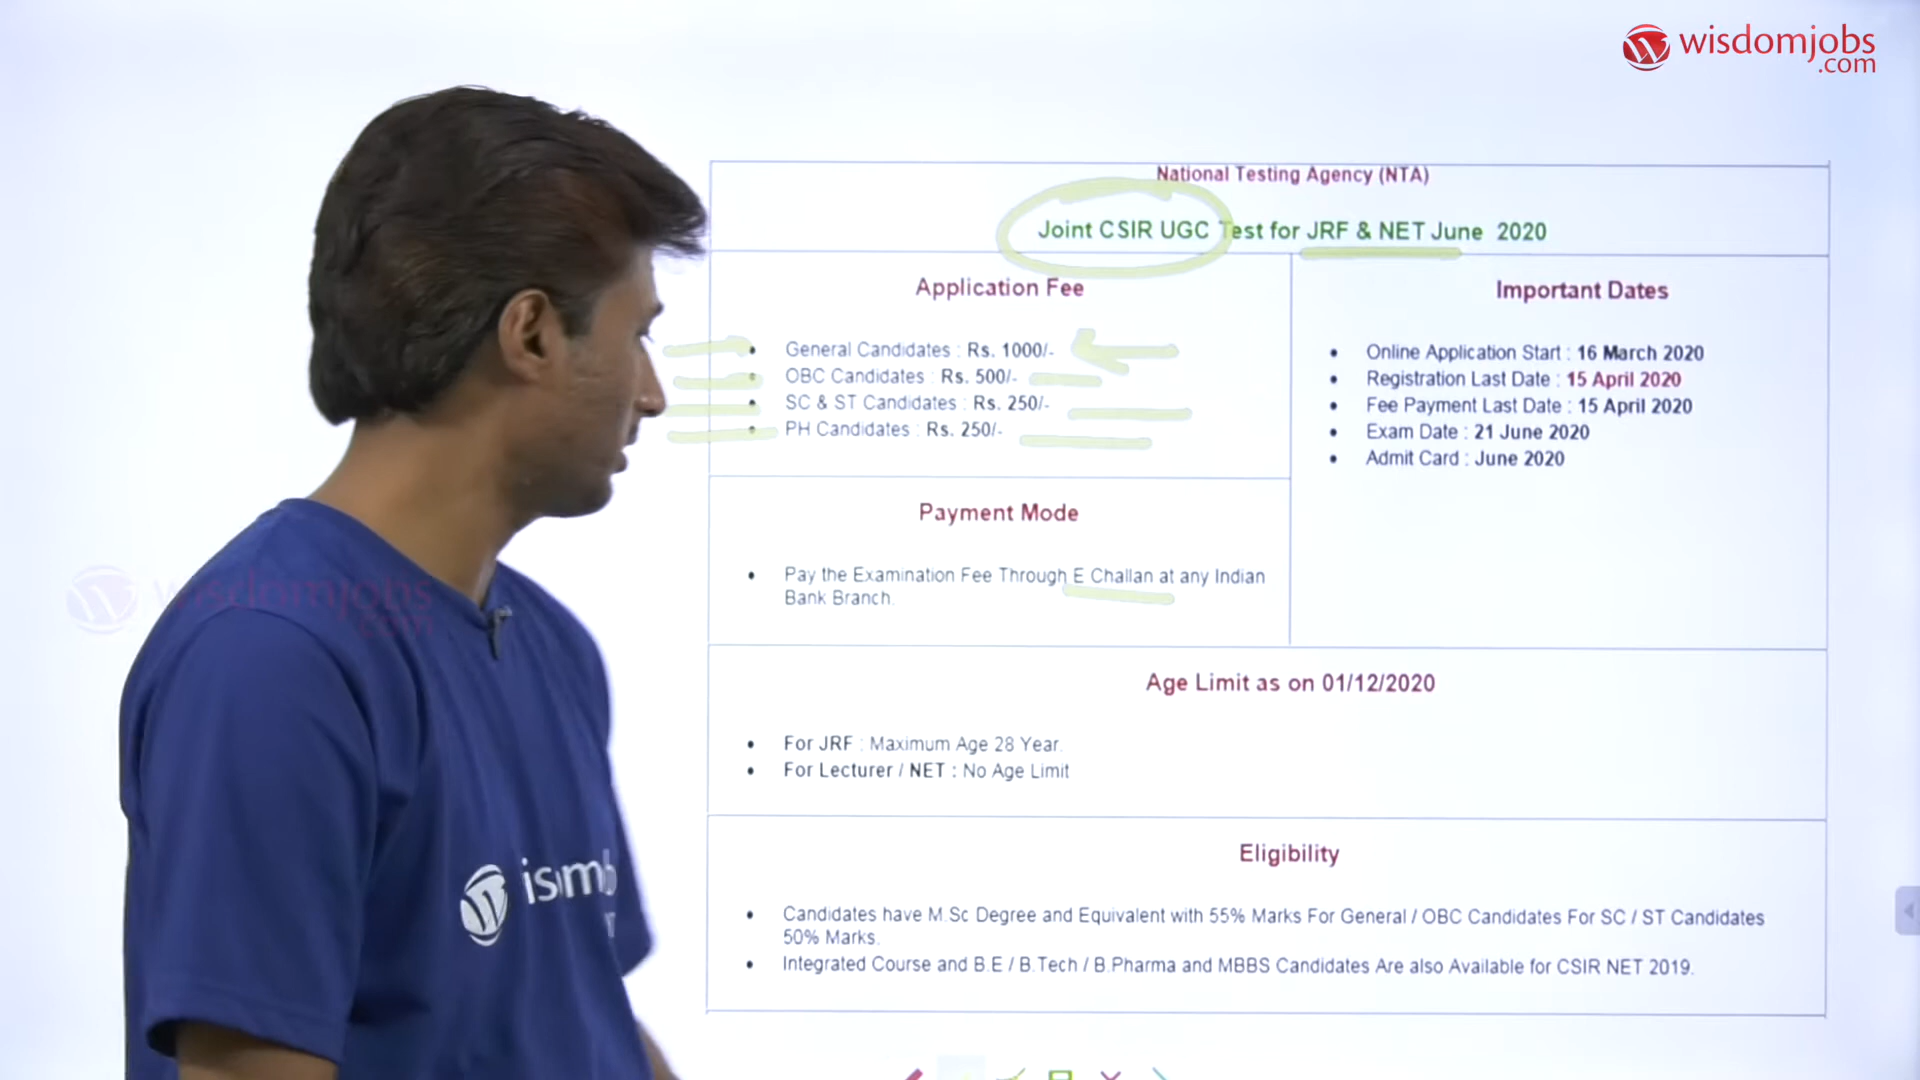 wisdomjobs
.com
National Testing Agency (NTA)
Joint CSIR UGC Test for JRF & NET June 2020
Application Fee
• General Candidates : Rs. 1000/-
• OBC Candidates : Rs. 500/-
• SC & ST Candidates : Rs. 250/-
• PH Candidates : Rs. 250/-
Important Dates
• Online Application Start : 16 March 2020
• Registration Last Date : 15 April 2020
• Fee Payment Last Date : 15 April 2020
• Exam Date : 21 June 2020
• Admit Card : June 2020
Payment Mode
• Pay the Examination Fee Through E Challan at any Indian
Bank Branch.
wisdomjobs
.com
Age Limit as on 01/12/2020
• For JRF : Maximum Age 28 Year.
• For Lecturer / NET : No Age Limit
Eligibility
• Candidates have M.Sc Degree and Equivalent with 55% Marks For General / OBC Candidates For SC / ST Candidates
50% Marks.
• Integrated Course and B.E / B.Tech / B.Pharma and MBBS Candidates Are also Available for CSIR NET 2019.